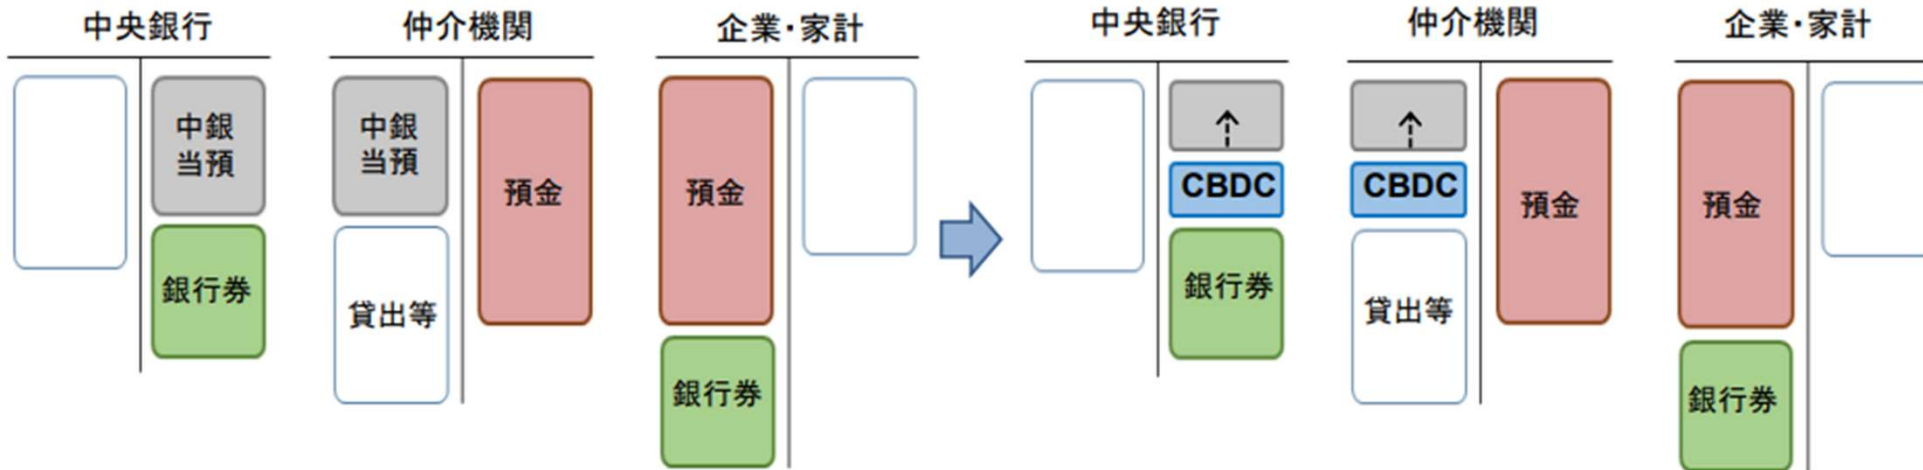 中央銀行
仲介機関
企業・家計
中銀
当預
銀行券
中銀
当預
貸出等
預金
預金
銀行券
中央銀行
仲介機関
企業・家計
CBDC
銀行券
CBDC
貸出等
預金
預金
銀行券